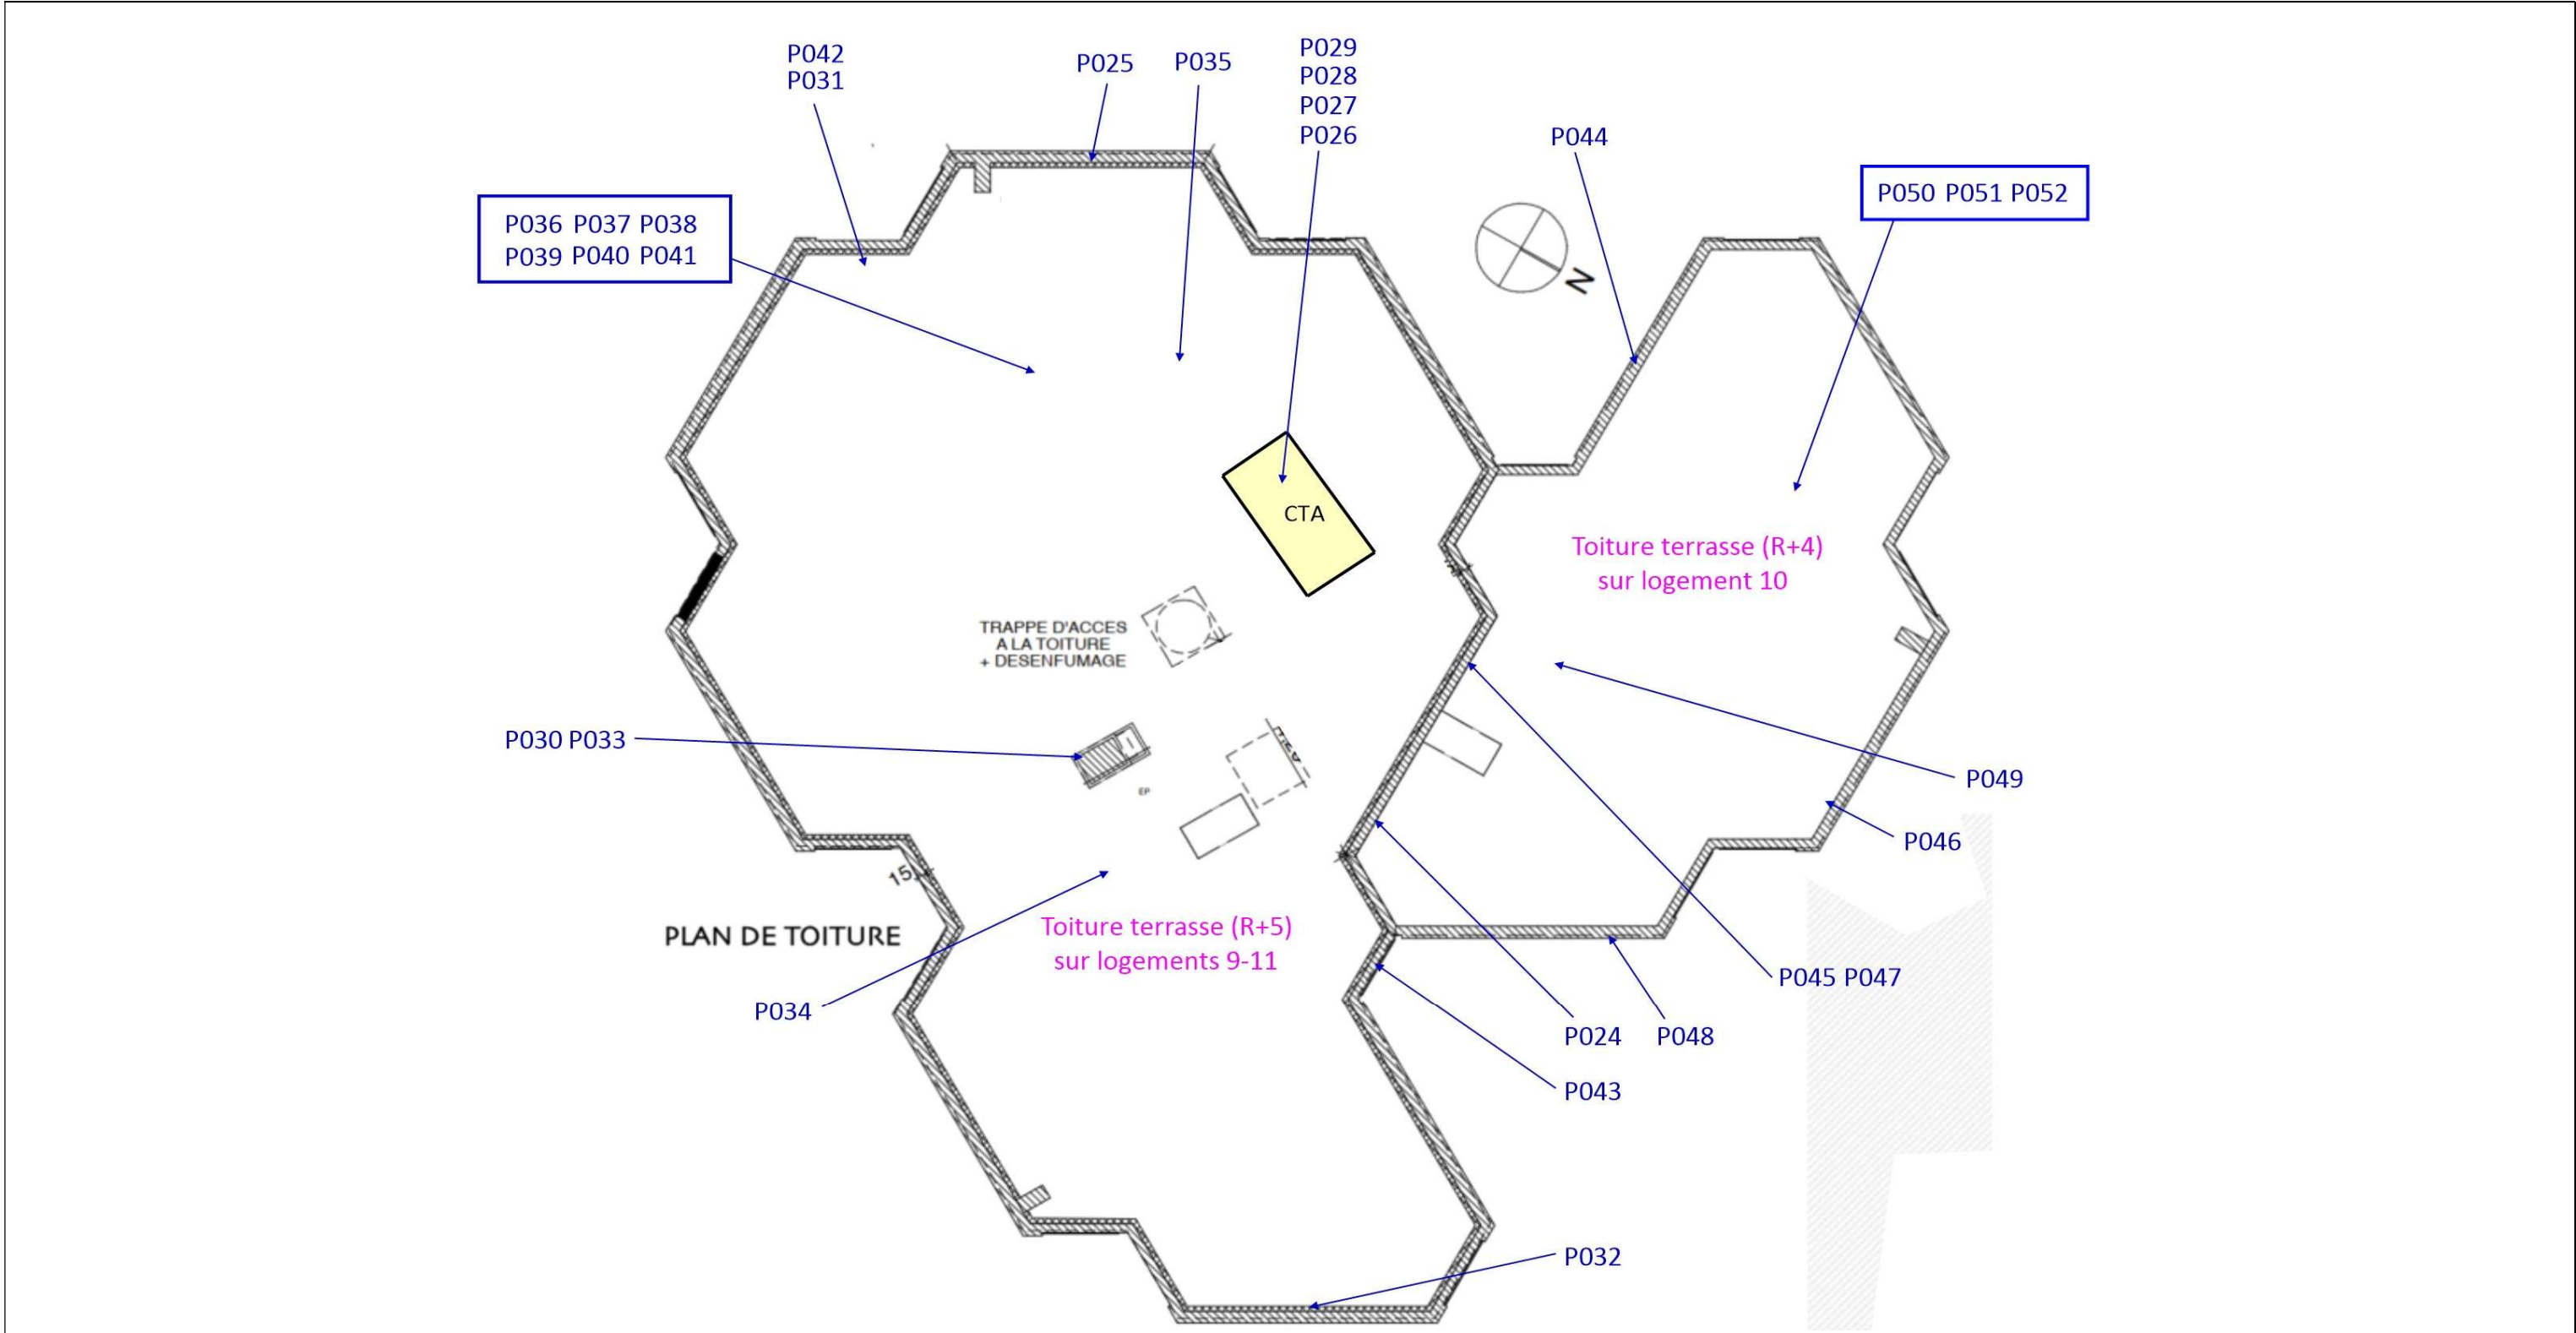 P042
P031
P025
P035
P029
P028
P027
P026
P044
P050 P051 P052
P036 P037 P038
P039 P040 P041
N
CTA
Toiture terrasse (R+4)
sur logement 10
TRAPPE D'ACCES
A LA TOITURE
+ DESENFUMAGE
P030 P033
EP
P049
P046
15
PLAN DE TOITURE
Toiture terrasse (R+5)
sur logements 9-11
P045 P047
P034
P024
P048
P043
P032